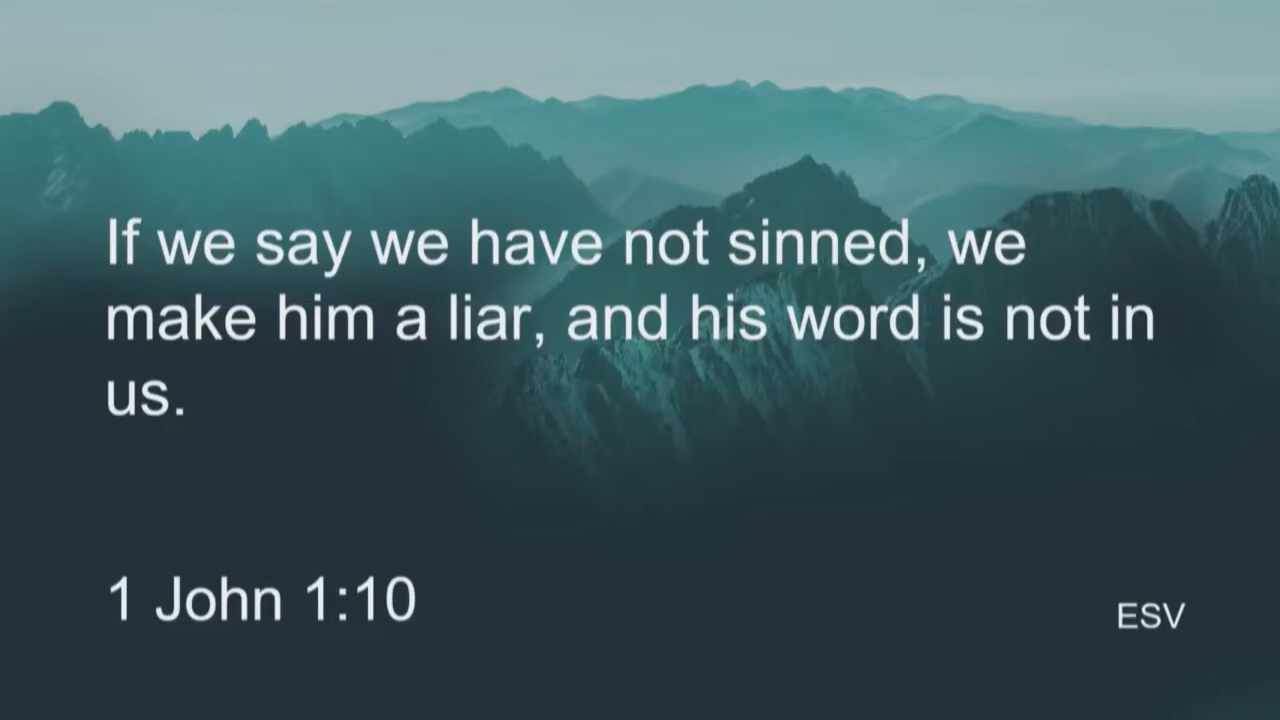 If we say we have not sinned, we
make him a liar, and his word is not in
us.
1 John 1:10
ESV